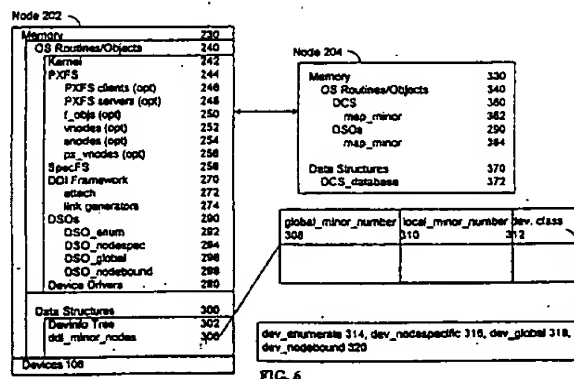 Node 202
Memory 230
OS Routines/Objects 240
Kernel 242
PXFS 244
PXFS clients (opt) 246
PXFS servers (opt) 248
f_objs (opt) 250
vnodes (opt) 252
snodes (opt) 254
px_vnodes (opt) 256
SpecFS 258
DDI Framework 270
attach 272
link generators 274
DSOs 290
DSO_enum 292
DSO_nodespec 294
DSO_global 296
DSO_nodebound 298
Device Drivers 280
Data Structures 300
DevInfo Tree 302
ddi_minor_nodes 306
Devices 106
Node 204
Memory 330
OS Routines/Objects 340
DCS 360
map_minor 362
DSOs 290
map_minor 384
Data Structures 370
DCS_database 372
global_minor_number 308
local_minor_number 310
dev. class 312
dev_enumerate 314, dev_nodespecific 316, dev_global 318,
dev_nodebound 320
FIG. 6